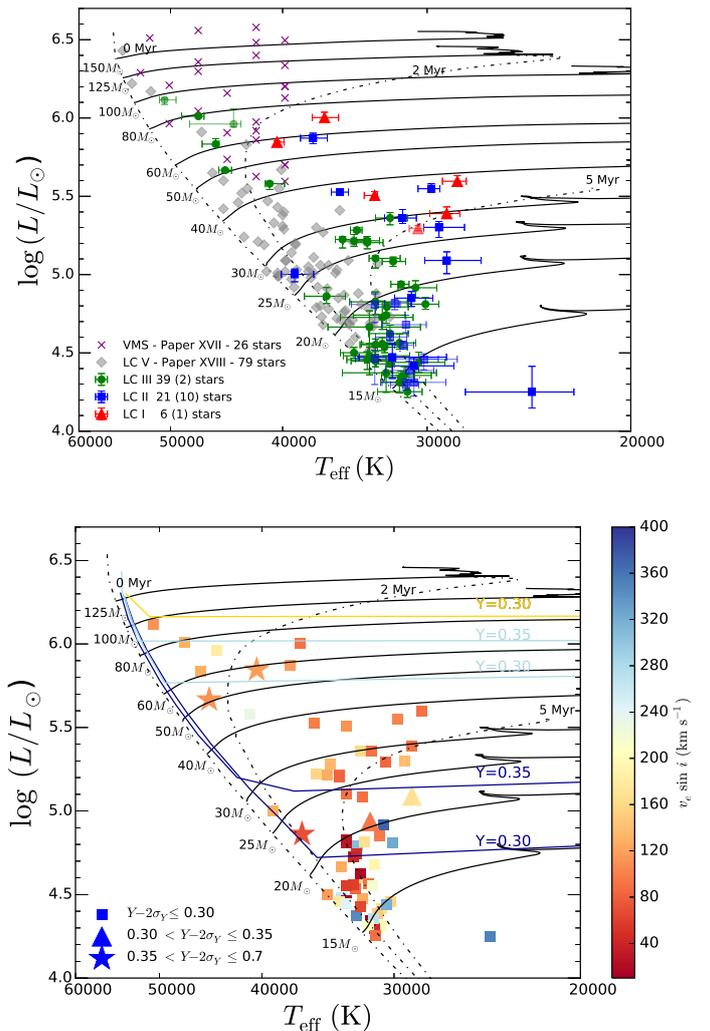 6.5
6.0
5.5
5.0
4.5
4.0
log (L/L☉)
0 Myr
2 Myr
5 Myr
150M☉
125M☉
100M☉
80M☉
60M☉
50M☉
40M☉
30M☉
25M☉
20M☉
15M☉
VMS - Paper XVII - 26 stars
LC V - Paper XVIII - 79 stars
LC III 39 (2) stars
LC II 21 (10) stars
LC I 6 (1) stars
60000 50000 40000 30000 20000
T_eff (K)
6.5
6.0
5.5
5.0
4.5
4.0
log (L/L☉)
0 Myr
2 Myr
5 Myr
125M☉
100M☉
80M☉
60M☉
50M☉
40M☉
30M☉
25M☉
20M☉
15M☉
Y=0.30
Y=0.35
Y=0.30
Y=0.35
Y=0.30
Y−2σ_Y ≤ 0.30
0.30 < Y−2σ_Y ≤ 0.35
0.35 < Y−2σ_Y ≤ 0.7
60000 50000 40000 30000 20000
T_eff (K)
400
360
320
280
240
200
160
120
80
40
v_e sin i (km s⁻¹)